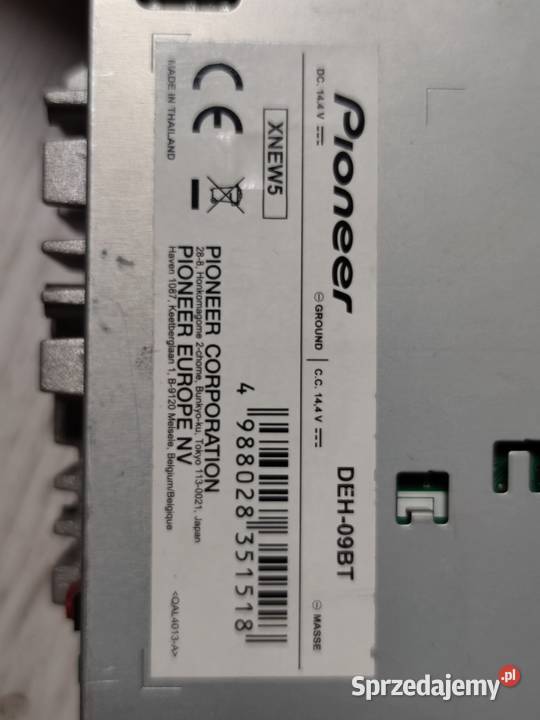 Pioneer DEH-09BT
DC. 14.4 V ⎓ ⊖ GROUND | C.C. 14,4 V ⎓ ⊖ MASSE
XNEW5
4 988028 351518
CE
PIONEER CORPORATION
28-8, Honkomagome 2-chome, Bunkyo-ku, Tokyo 113-0021, Japan
PIONEER EUROPE NV
Haven 1087, Keetberglaan 1, B-9120 Melsele, Belgium/Belgique
MADE IN THAILAND
<QAL4013-A>
Sprzedajemy.pl